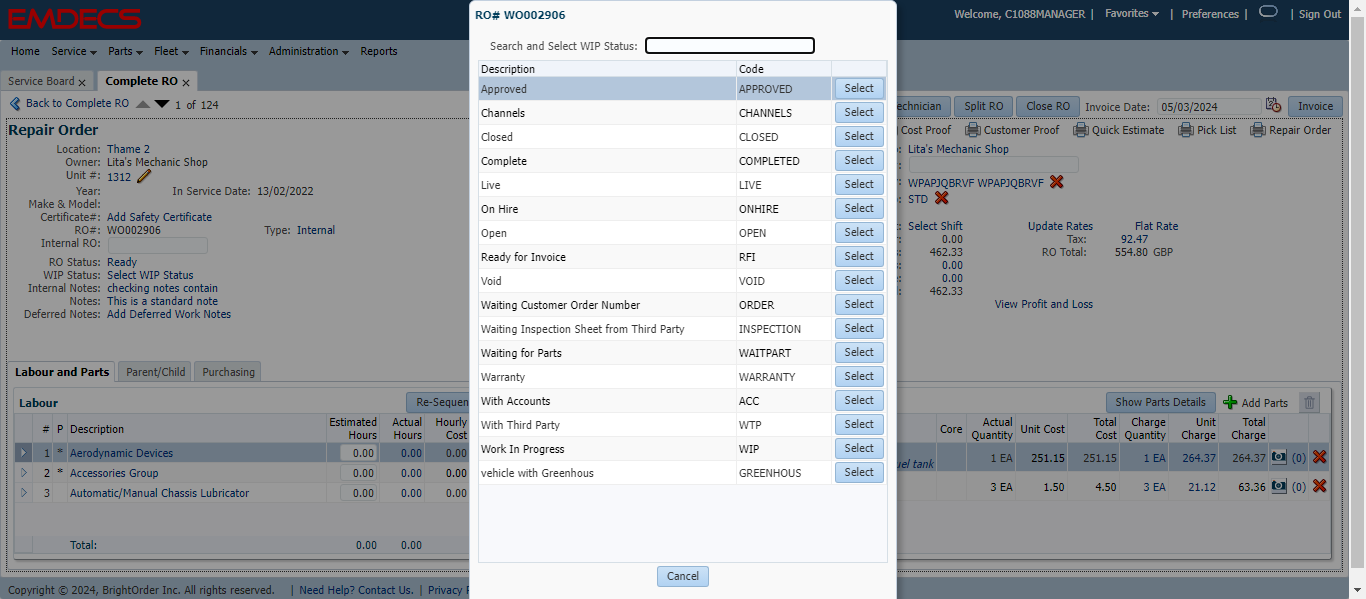 EMDECS
Welcome, C1088MANAGER | Favorites | Preferences | | Sign Out
Home Service Parts Fleet Financials Administration Reports
Service Board x Complete RO x
Back to Complete RO 1 of 124
Repair Order
Location: Thame 2
Owner: Lita's Mechanic Shop
Unit #: 1312
Year: In Service Date: 13/02/2022
Make & Model:
Certificate#: Add Safety Certificate
RO#: WO002906 Type: Internal
Internal RO:
RO Status: Ready
WIP Status: Select WIP Status
Internal Notes: checking notes contain
Notes: This is a standard note
Deferred Notes: Add Deferred Work Notes
RO# WO002906
Search and Select WIP Status:
Description Code
Approved APPROVED Select
Channels CHANNELS Select
Closed CLOSED Select
Complete COMPLETED Select
Live LIVE Select
On Hire ONHIRE Select
Open OPEN Select
Ready for Invoice RFI Select
Void VOID Select
Waiting Customer Order Number ORDER Select
Waiting Inspection Sheet from Third Party INSPECTION Select
Waiting for Parts WAITPART Select
Warranty WARRANTY Select
With Accounts ACC Select
With Third Party WTP Select
Work In Progress WIP Select
vehicle with Greenhous GREENHOUS Select
Cancel
echnician Split RO Close RO Invoice Date: 05/03/2024 Invoice
Cost Proof Customer Proof Quick Estimate Pick List Repair Order
Lita's Mechanic Shop
WPAPJQBRVF WPAPJQBRVF
STD
Select Shift Update Rates Flat Rate
0.00 Tax: 92.47
462.33 RO Total: 554.80 GBP
0.00
0.00
462.33
View Profit and Loss
Labour and Parts Parent/Child Purchasing
Labour Re-Sequen
# P Description Estimated Hours Actual Hours Hourly Cost
1 * Aerodynamic Devices 0.00 0.00 0.00
2 * Accessories Group 0.00 0.00 0.00
3 Automatic/Manual Chassis Lubricator 0.00 0.00 0.00
Total: 0.00 0.00
Show Parts Details Add Parts
Core Actual Quantity Unit Cost Total Cost Charge Quantity Unit Charge Total Charge
uel tank 1 EA 251.15 251.15 1 EA 264.37 264.37 (0)
3 EA 1.50 4.50 3 EA 21.12 63.36 (0)
Copyright © 2024, BrightOrder Inc. All rights reserved. | Need Help? Contact Us. | Privacy P